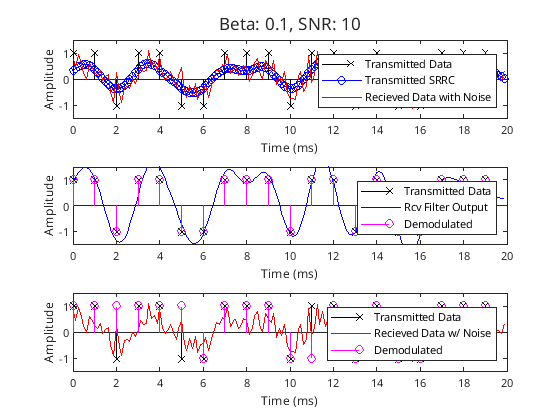 Beta: 0.1, SNR: 10
Amplitude
1
0
-1
Transmitted Data
Transmitted SRRC
Recieved Data with Noise
0 2 4 6 8 10 12 14 16 18 20
Time (ms)
Amplitude
1
0
-1
Transmitted Data
Rcv Filter Output
Demodulated
0 2 4 6 8 10 12 14 16 18 20
Time (ms)
Amplitude
1
0
-1
Transmitted Data
Recieved Data w/ Noise
Demodulated
0 2 4 6 8 10 12 14 16 18 20
Time (ms)